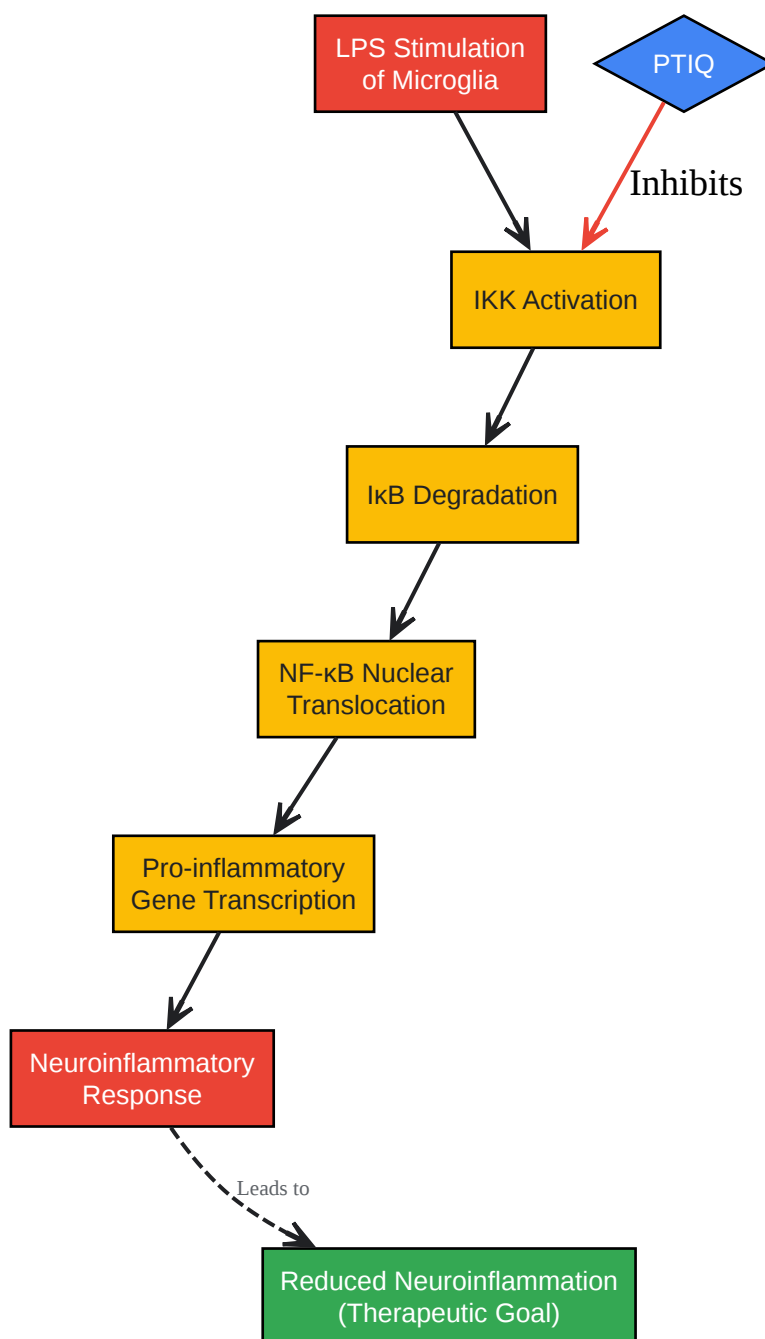 LPS Stimulation
of Microglia
PTIQ
Inhibits
IKK Activation
IκB Degradation
NF-κB Nuclear
Translocation
Pro-inflammatory
Gene Transcription
Neuroinflammatory
Response
Leads to
Reduced Neuroinflammation
(Therapeutic Goal)